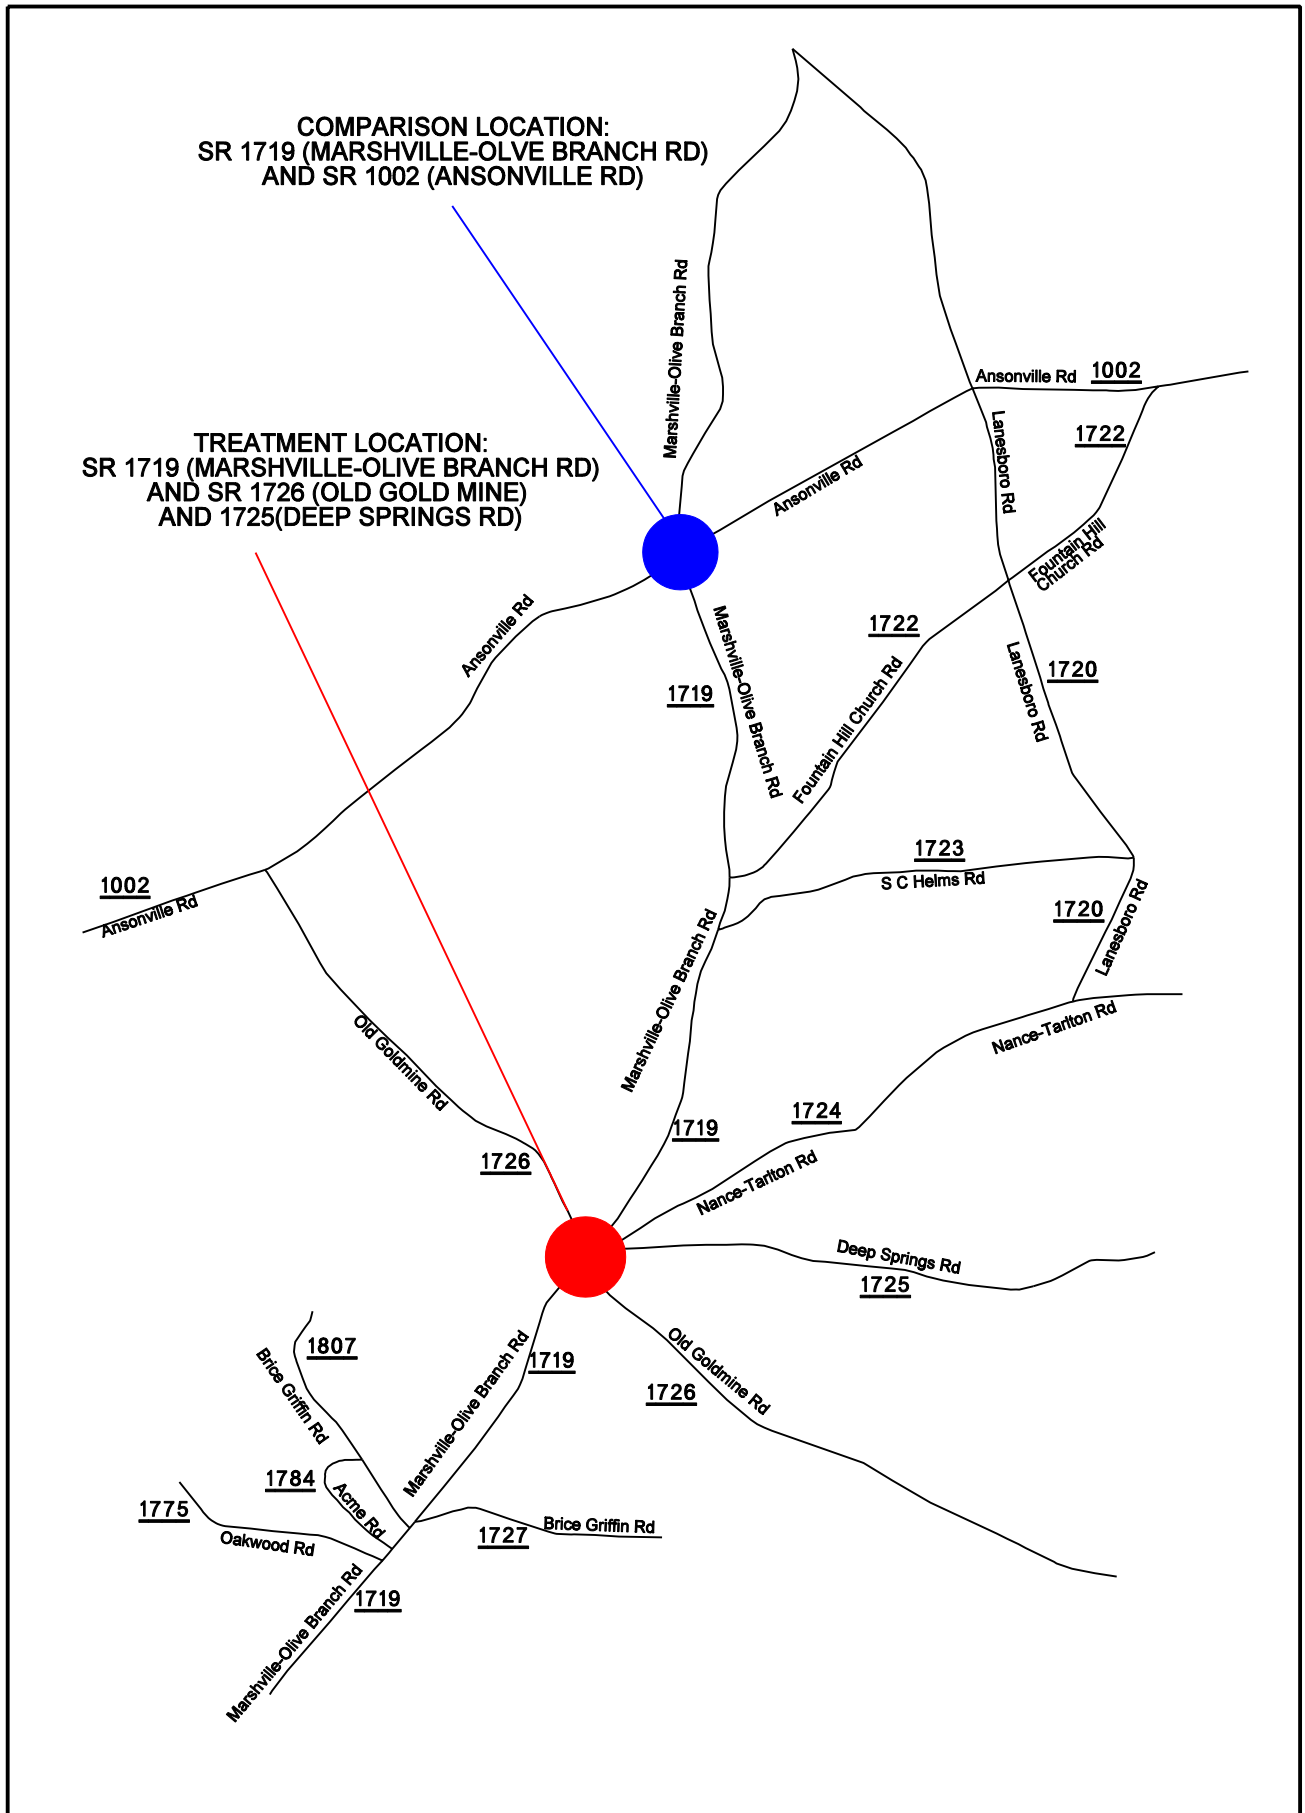 COMPARISON LOCATION:
SR 1719 (MARSHVILLE-OLVE BRANCH RD)
AND SR 1002 (ANSONVILLE RD)
Marshville-Olive Branch Rd
Ansonville Rd
1002
1722
Lanesboro Rd
TREATMENT LOCATION:
SR 1719 (MARSHVILLE-OLIVE BRANCH RD)
AND SR 1726 (OLD GOLD MINE)
AND 1725(DEEP SPRINGS RD)
Ansonville Rd
Fountain Hill
Church Rd
Ansonville Rd
1722
Marshville-Olive Branch Rd
1719
Fountain Hill Church Rd
Lanesboro Rd
1720
1723
S C Helms Rd
1002
Ansonville Rd
1720
Lanesboro Rd
Marshville-Olive Branch Rd
Nance-Tarlton Rd
Old Goldmine Rd
1724
1719
1726
Nance-Tarlton Rd
Deep Springs Rd
1725
1807
Brice Griffin Rd
1719
Marshville-Olive Branch Rd
Old Goldmine Rd
1726
1784
Acme Rd
1775
Oakwood Rd
Brice Griffin Rd
1727
1719
Marshville-Olive Branch Rd